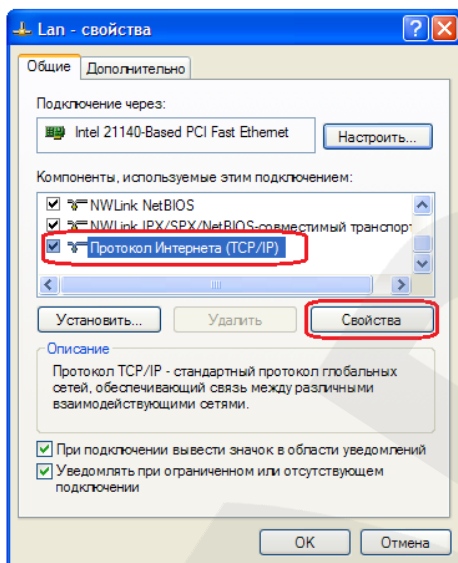 Lan - свойства
Общие
Дополнительно
Подключение через:
Intel 21140-Based PCI Fast Ethernet
Настроить...
Компоненты, используемые этим подключением:
NWLink NetBIOS
NWLink IPX/SPX/NetBIOS-совместимый транспорт
Протокол Интернета (TCP/IP)
Установить...
Удалить
Свойства
Описание
Протокол TCP/IP - стандартный протокол глобальных
сетей, обеспечивающий связь между различными
взаимодействующими сетями.
При подключении вывести значок в области уведомлений
Уведомлять при ограниченном или отсутствующем
подключении
OK
Отмена